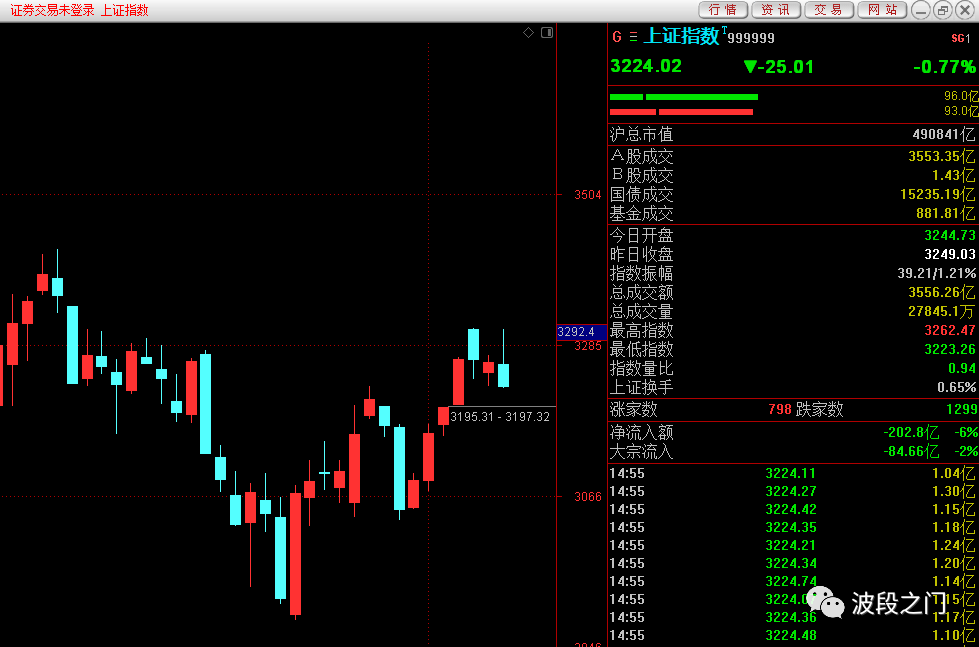 证券交易未登录 上证指数 行情 资讯 交易 网站
G 上证指数 T 999999 SG1
3224.02 ▼-25.01 -0.77%
96.0亿
93.0亿
沪总市值 490841亿
A股成交 3553.35亿
B股成交 1.43亿
国债成交 15235.19亿
基金成交 881.81亿
今日开盘 3244.73
昨日收盘 3249.03
指数振幅 39.21/1.21%
总成交额 3556.26亿
总成交量 27845.1万
最高指数 3262.47
最低指数 3223.26
指数量比 0.94
上证换手 0.65%
涨家数 798 跌家数 1299
净流入额 -202.8亿 -6%
大宗流入 -84.66亿 -2%
14:55 3224.11 1.04亿
14:55 3224.27 1.30亿
14:55 3224.42 1.15亿
14:55 3224.35 1.18亿
14:55 3224.21 1.24亿
14:55 3224.34 1.20亿
14:55 3224.74 1.14亿
14:55
14:55 3224.36 1.17亿
14:55 3224.48 1.10亿
波段之门
3504
3292.4
3285
3195.31 - 3197.32
3066